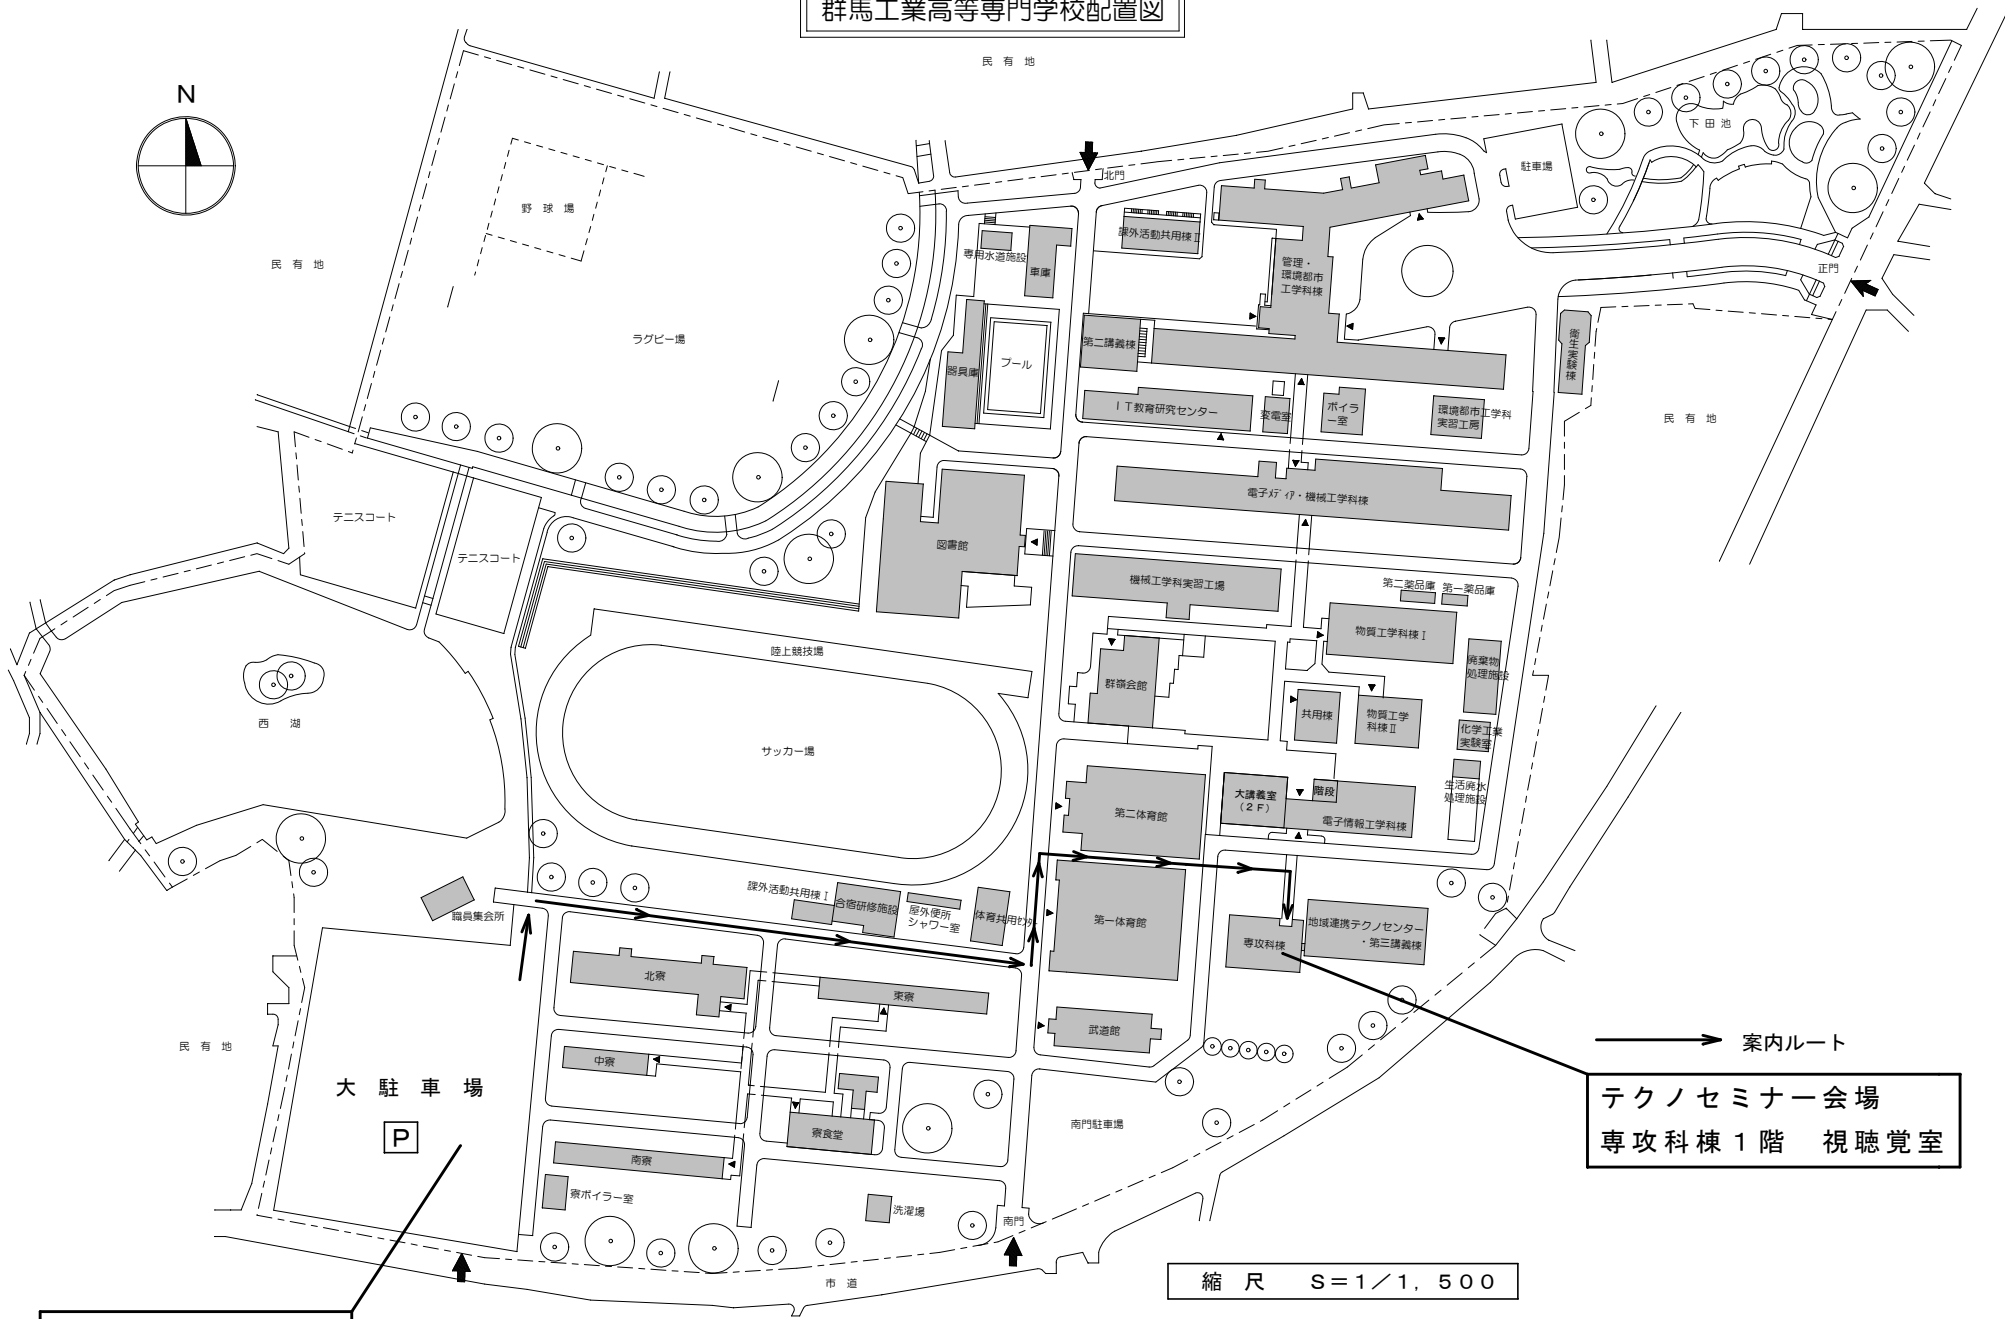 群馬工業高等専門学校配置図
民有地
N
下田池
駐車場
北門
野球場
課外活動共用棟Ⅱ
民有地
専用水道施設
車庫
管理・
環境都市
工学科棟
正門
ラグビー場
第二講義棟
衛生実験棟
器具庫
プール
IT教育研究センター
変電室
ボイラ
ー室
環境都市工学科
実習工房
民有地
テニスコート
電子メディア・機械工学科棟
テニスコート
図書館
機械工学科実習工場
第二薬品庫
第一薬品庫
物質工学科棟Ⅰ
陸上競技場
廃棄物
処理施設
群嶺会館
西湖
共用棟
物質工学
科棟Ⅱ
化学工業
実験室
サッカー場
生活廃水
処理施設
大講義室
(2F)
階段
第二体育館
電子情報工学科棟
課外活動共用棟Ⅰ
合宿研修施設
屋外便所
シャワー室
体育共用センター
職員集会所
第一体育館
地域連携テクノセンター
・第三講義棟
専攻科棟
北寮
東寮
武道館
民有地
中寮
案内ルート
大駐車場
P
テクノセミナー会場
専攻科棟1階 視聴覚室
寮食堂
南門駐車場
南寮
寮ボイラー室
洗濯場
南門
市道
縮尺 S=1/1,500